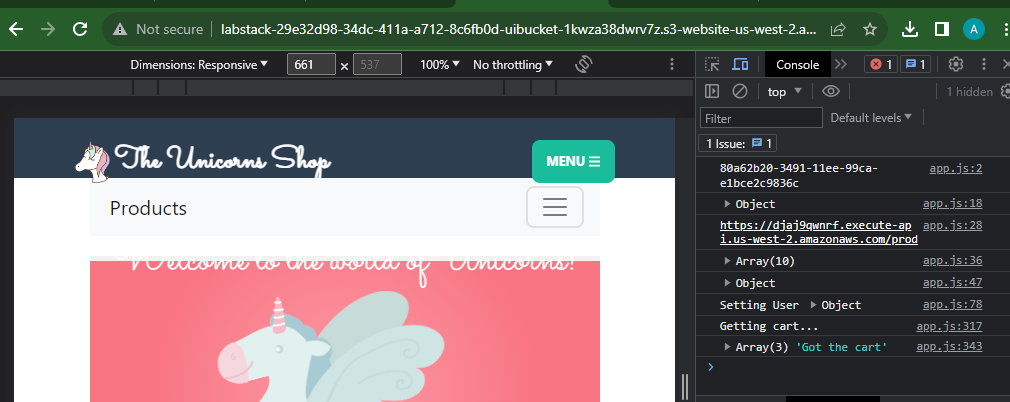 Not secure
labstack-29e32d98-34dc-411a-a712-8c6fb0d-uibucket-1kwza38dwrv7z.s3-website-us-west-2.a...
A
Dimensions: Responsive
661
×
537
100%
No throttling
Console
1
1
top
1 hidden
Filter
Default levels
1 Issue:
1
The Unicorns Shop
MENU
Products
Welcome to the world of "Unicorns!"
80a62b20-3491-11ee-99ca-
e1bce2c9836c
app.js:2
Object
app.js:18
https://djaj9qwnrf.execute-ap
i.us-west-2.amazonaws.com/prod
app.js:28
Array(10)
app.js:36
Object
app.js:47
Setting User
Object
app.js:78
Getting cart...
app.js:317
Array(3) 'Got the cart'
app.js:343